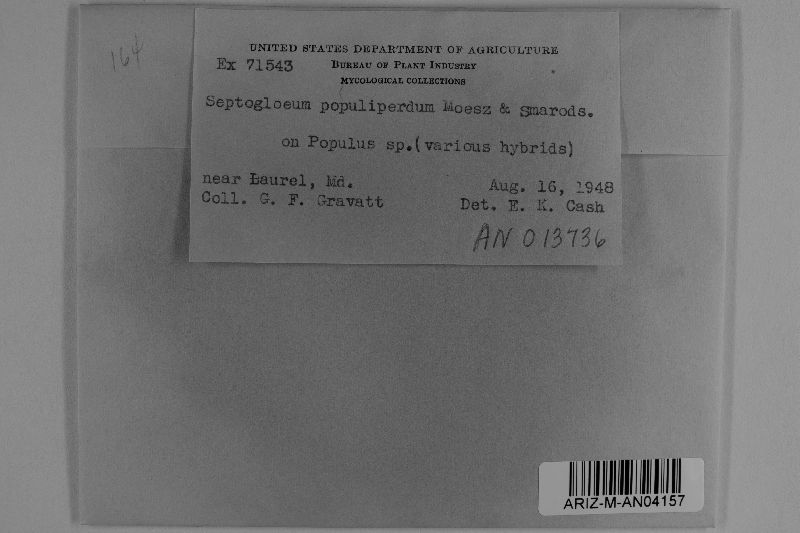 164
UNITED STATES DEPARTMENT OF AGRICULTURE
Ex 71543 BUREAU OF PLANT INDUSTRY
MYCOLOGICAL COLLECTIONS
Septogloeum populiperdum Moesz & Smarods.
on Populus sp.(various hybrids)
near Laurel, Md. Aug. 16, 1948
Coll. G. F. Gravatt Det. E. K. Cash
AN 013736
ARIZ-M-AN04157